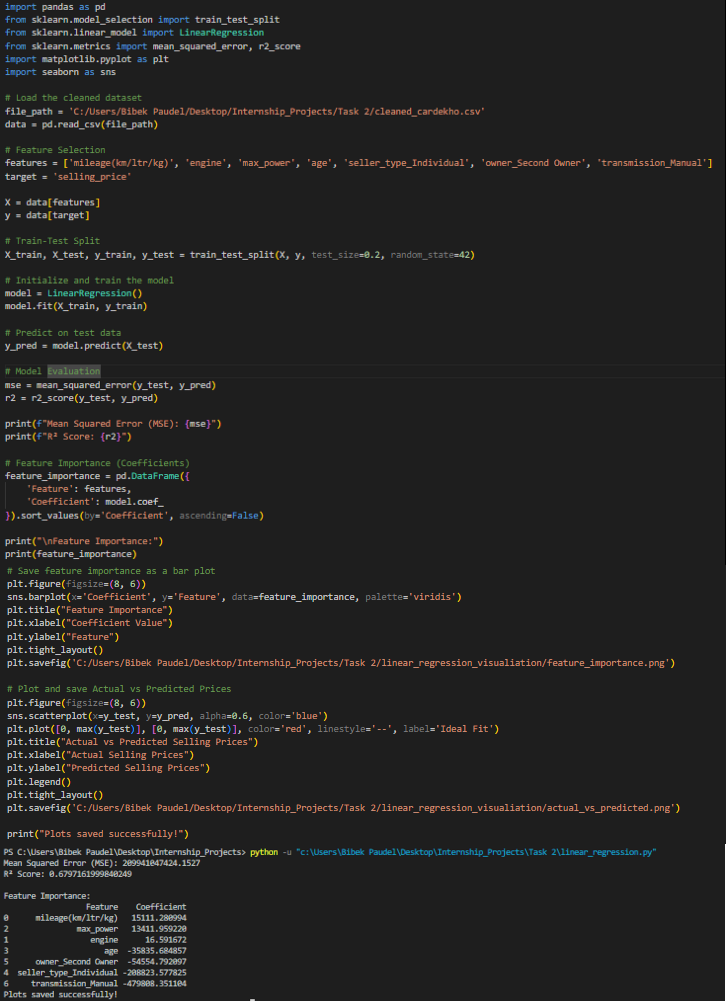 import pandas as pd
from sklearn.model_selection import train_test_split
from sklearn.linear_model import LinearRegression
from sklearn.metrics import mean_squared_error, r2_score
import matplotlib.pyplot as plt
import seaborn as sns

# Load the cleaned dataset
file_path = 'C:/Users/Bibek Paudel/Desktop/Internship_Projects/Task 2/cleaned_cardekho.csv'
data = pd.read_csv(file_path)

# Feature Selection
features = ['mileage(km/ltr/kg)', 'engine', 'max_power', 'age', 'seller_type_Individual', 'owner_Second Owner', 'transmission_Manual']
target = 'selling_price'

X = data[features]
y = data[target]

# Train-Test Split
X_train, X_test, y_train, y_test = train_test_split(X, y, test_size=0.2, random_state=42)

# Initialize and train the model
model = LinearRegression()
model.fit(X_train, y_train)

# Predict on test data
y_pred = model.predict(X_test)

# Model Evaluation
mse = mean_squared_error(y_test, y_pred)
r2 = r2_score(y_test, y_pred)

print(f"Mean Squared Error (MSE): {mse}")
print(f"R² Score: {r2}")

# Feature Importance (Coefficients)
feature_importance = pd.DataFrame({
    'Feature': features,
    'Coefficient': model.coef_
}).sort_values(by='Coefficient', ascending=False)

print("\nFeature Importance:")
print(feature_importance)
# Save feature importance as a bar plot
plt.figure(figsize=(8, 6))
sns.barplot(x='Coefficient', y='Feature', data=feature_importance, palette='viridis')
plt.title("Feature Importance")
plt.xlabel("Coefficient Value")
plt.ylabel("Feature")
plt.tight_layout()
plt.savefig('C:/Users/Bibek Paudel/Desktop/Internship_Projects/Task 2/linear_regression_visualiation/feature_importance.png')

# Plot and save Actual vs Predicted Prices
plt.figure(figsize=(8, 6))
sns.scatterplot(x=y_test, y=y_pred, alpha=0.6, color='blue')
plt.plot([0, max(y_test)], [0, max(y_test)], color='red', linestyle='--', label='Ideal Fit')
plt.title("Actual vs Predicted Selling Prices")
plt.xlabel("Actual Selling Prices")
plt.ylabel("Predicted Selling Prices")
plt.legend()
plt.tight_layout()
plt.savefig('C:/Users/Bibek Paudel/Desktop/Internship_Projects/Task 2/linear_regression_visualiation/actual_vs_predicted.png')

print("Plots saved successfully!")
PS C:\Users\Bibek Paudel\Desktop\Internship_Projects> python -u "c:\Users\Bibek Paudel\Desktop\Internship_Projects\Task 2\linear_regression.py"
Mean Squared Error (MSE): 209941047424.1527
R² Score: 0.6797161999840249

Feature Importance:
                  Feature    Coefficient
0      mileage(km/ltr/kg)   15111.280994
2               max_power   13411.959220
1                  engine      16.591672
3                     age  -35835.684857
5      owner_Second Owner  -54554.792097
4  seller_type_Individual -208823.577825
6     transmission_Manual -479808.351104
Plots saved successfully!